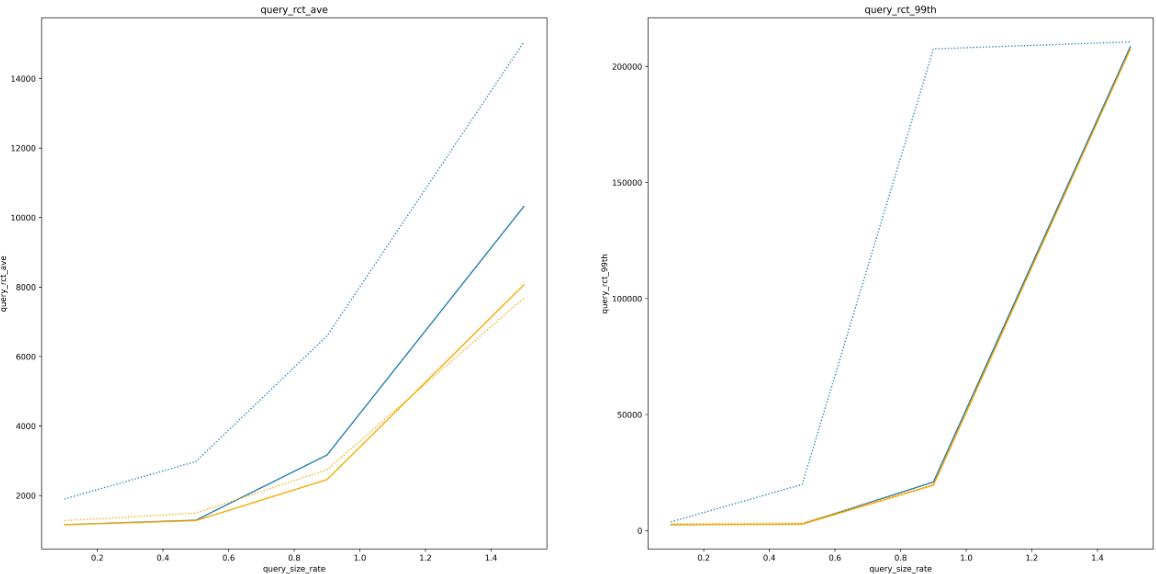 query_rct_ave
14000
12000
10000
8000
6000
4000
2000
query_rct_ave
0.2 0.4 0.6 0.8 1.0 1.2 1.4
query_size_rate
query_rct_99th
200000
150000
100000
50000
0
query_rct_99th
0.2 0.4 0.6 0.8 1.0 1.2 1.4
query_size_rate